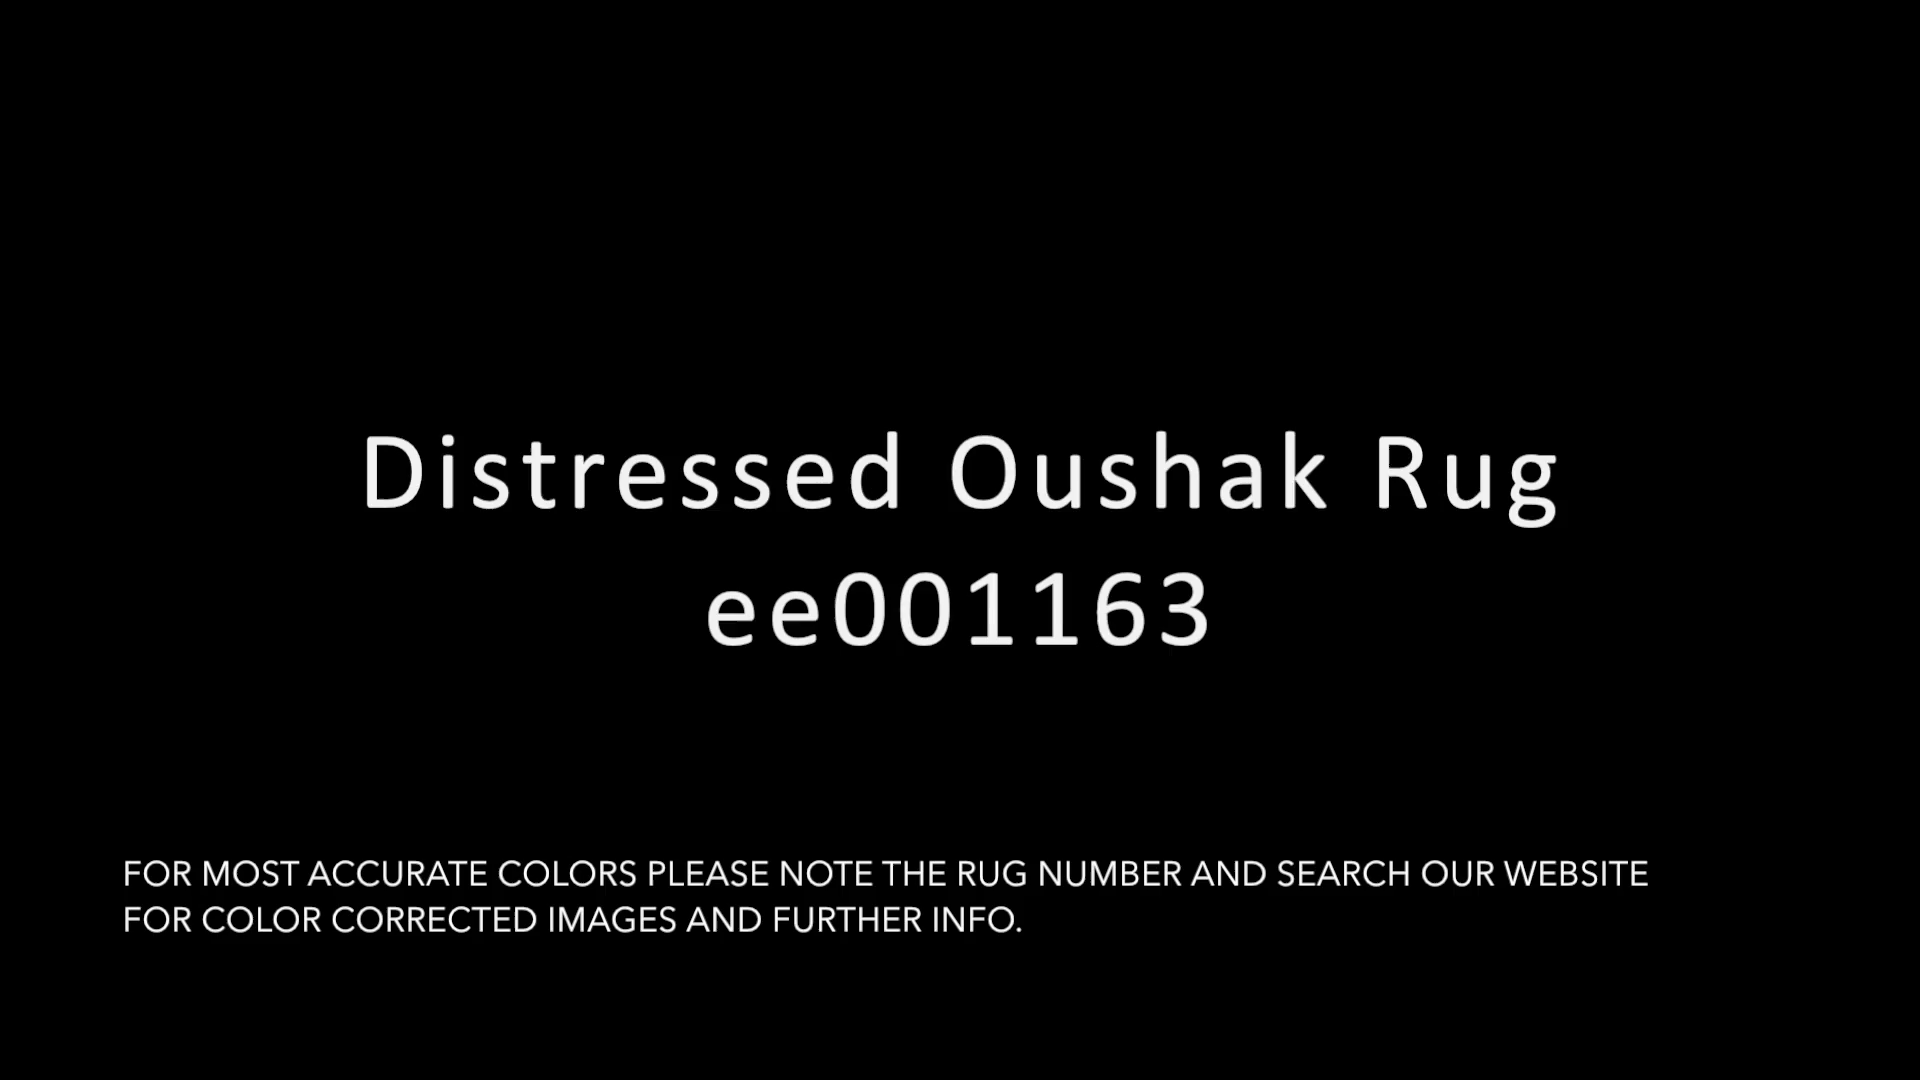 Distressed Oushak Rug
ee001163
FOR MOST ACCURATE COLORS PLEASE NOTE THE RUG NUMBER AND SEARCH OUR WEBSITE
FOR COLOR CORRECTED IMAGES AND FURTHER INFO.